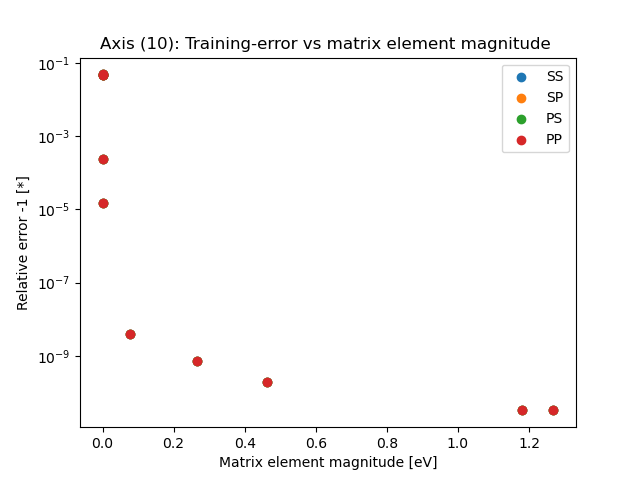 Axis (10): Training-error vs matrix element magnitude
10⁻¹
10⁻³
10⁻⁵
10⁻⁷
10⁻⁹
Relative error -1 [*]
SS
SP
PS
PP
0.0 0.2 0.4 0.6 0.8 1.0 1.2
Matrix element magnitude [eV]